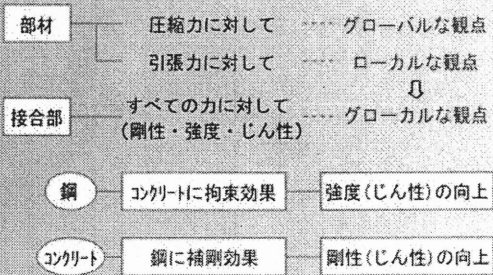 部材 圧縮力に対して ‥‥ グローバルな観点
引張力に対して ‥‥ ローカルな観点
⇩
接合部 すべての力に対して ‥‥ グローカルな観点
(剛性・強度・じん性)
鋼 コンクリートに拘束効果 強度(じん性)の向上
コンクリート 鋼に補剛効果 剛性(じん性)の向上